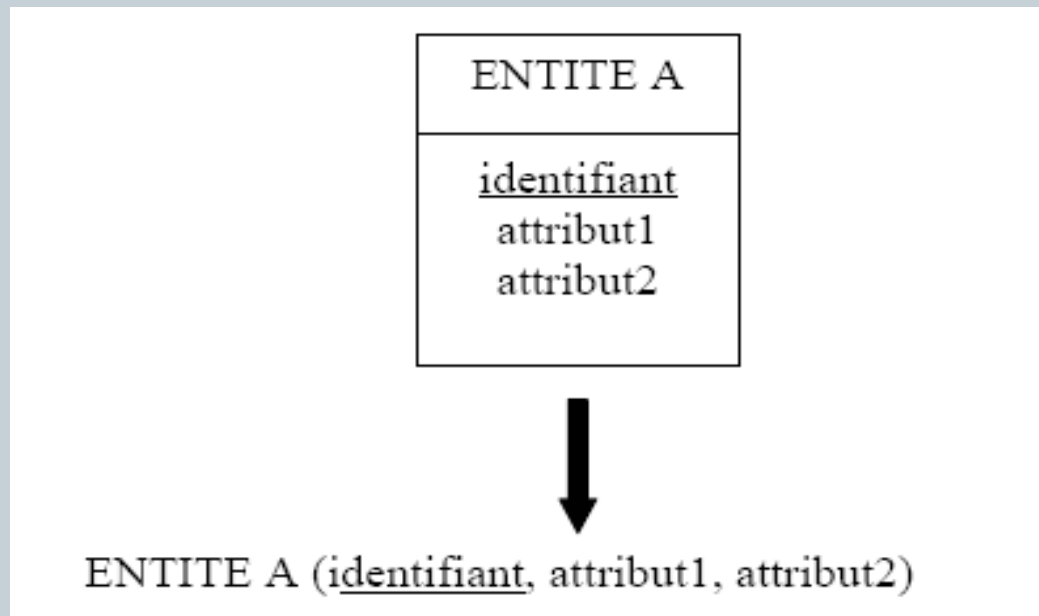 ENTITE A
identifiant
attribut1
attribut2
ENTITE A (identifiant, attribut1, attribut2)